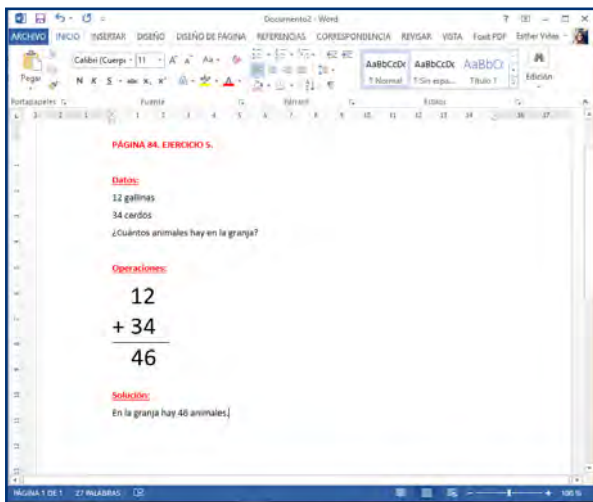 Documento2 - Word
ARCHIVO INICIO INSERTAR DISEÑO DISEÑO DE PÁGINA REFERENCIAS CORRESPONDENCIA REVISAR VISTA Foxit PDF Esther
Calibri (Cuerpo 11
Pegar
N K S abc
AaBbCcDc AaBbCcDc AaBbCc
¶ Normal ¶ Sin espa... Título 1
Edición
Portapapeles Fuente Párrafo Estilos
PÁGINA 84. EJERCICIO 5.
Datos:
12 gallinas
34 cerdos
¿Cuántos animales hay en la granja?
Operaciones:
12
+ 34
46
Solución:
En la granja hay 46 animales.
PÁGINA 1 DE 1 27 PALABRAS
100 %